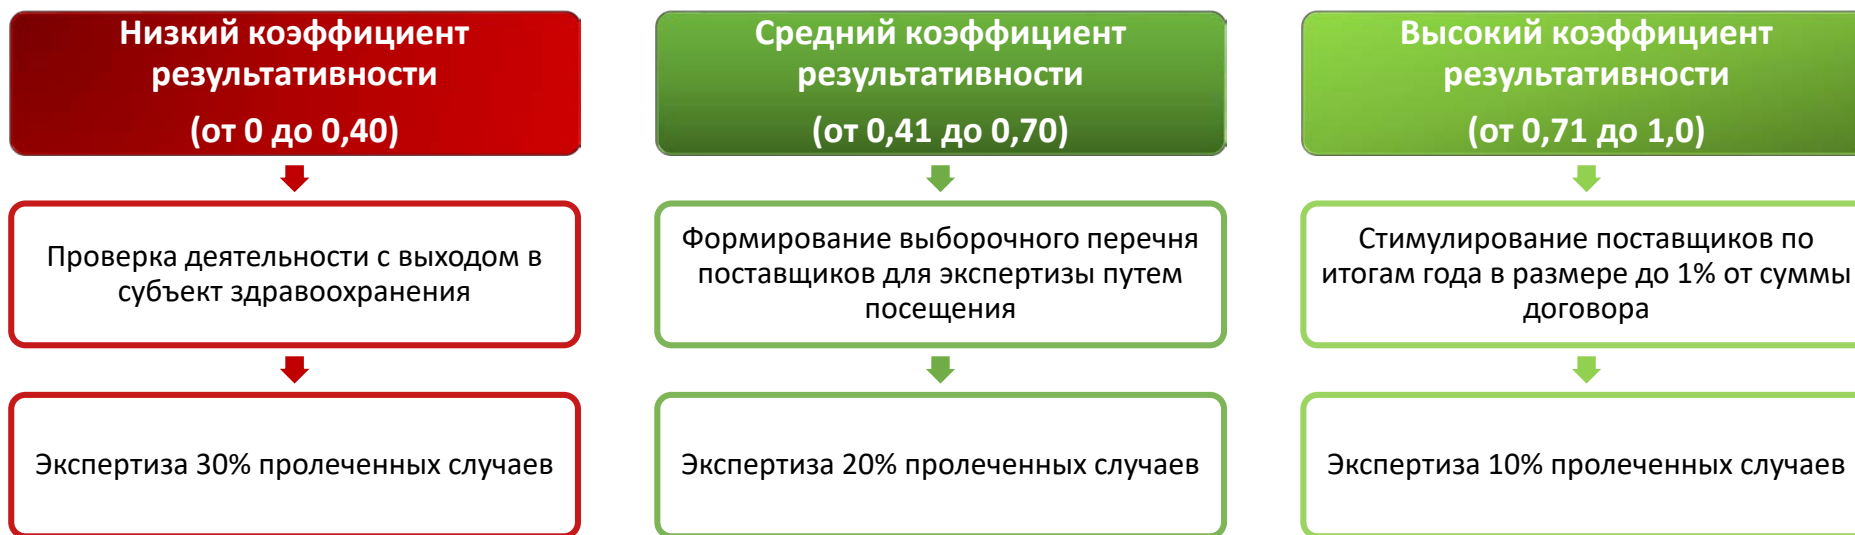 Низкий коэффициент
результативности
(от 0 до 0,40)
Проверка деятельности с выходом в
субъект здравоохранения
Экспертиза 30% пролеченных случаев
Средний коэффициент
результативности
(от 0,41 до 0,70)
Формирование выборочного перечня
поставщиков для экспертизы путем
посещения
Экспертиза 20% пролеченных случаев
Высокий коэффициент
результативности
(от 0,71 до 1,0)
Стимулирование поставщиков по
итогам года в размере до 1% от суммы
договора
Экспертиза 10% пролеченных случаев